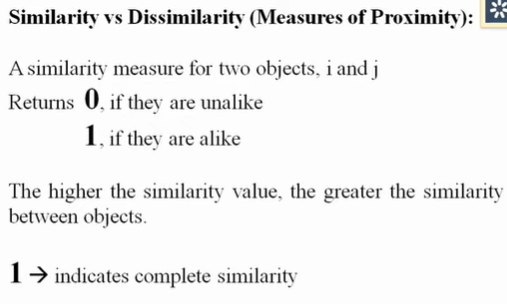 Similarity vs Dissimilarity (Measures of Proximity):
A similarity measure for two objects, i and j
Returns 0, if they are unalike
1, if they are alike
The higher the similarity value, the greater the similarity
between objects.
1 → indicates complete similarity